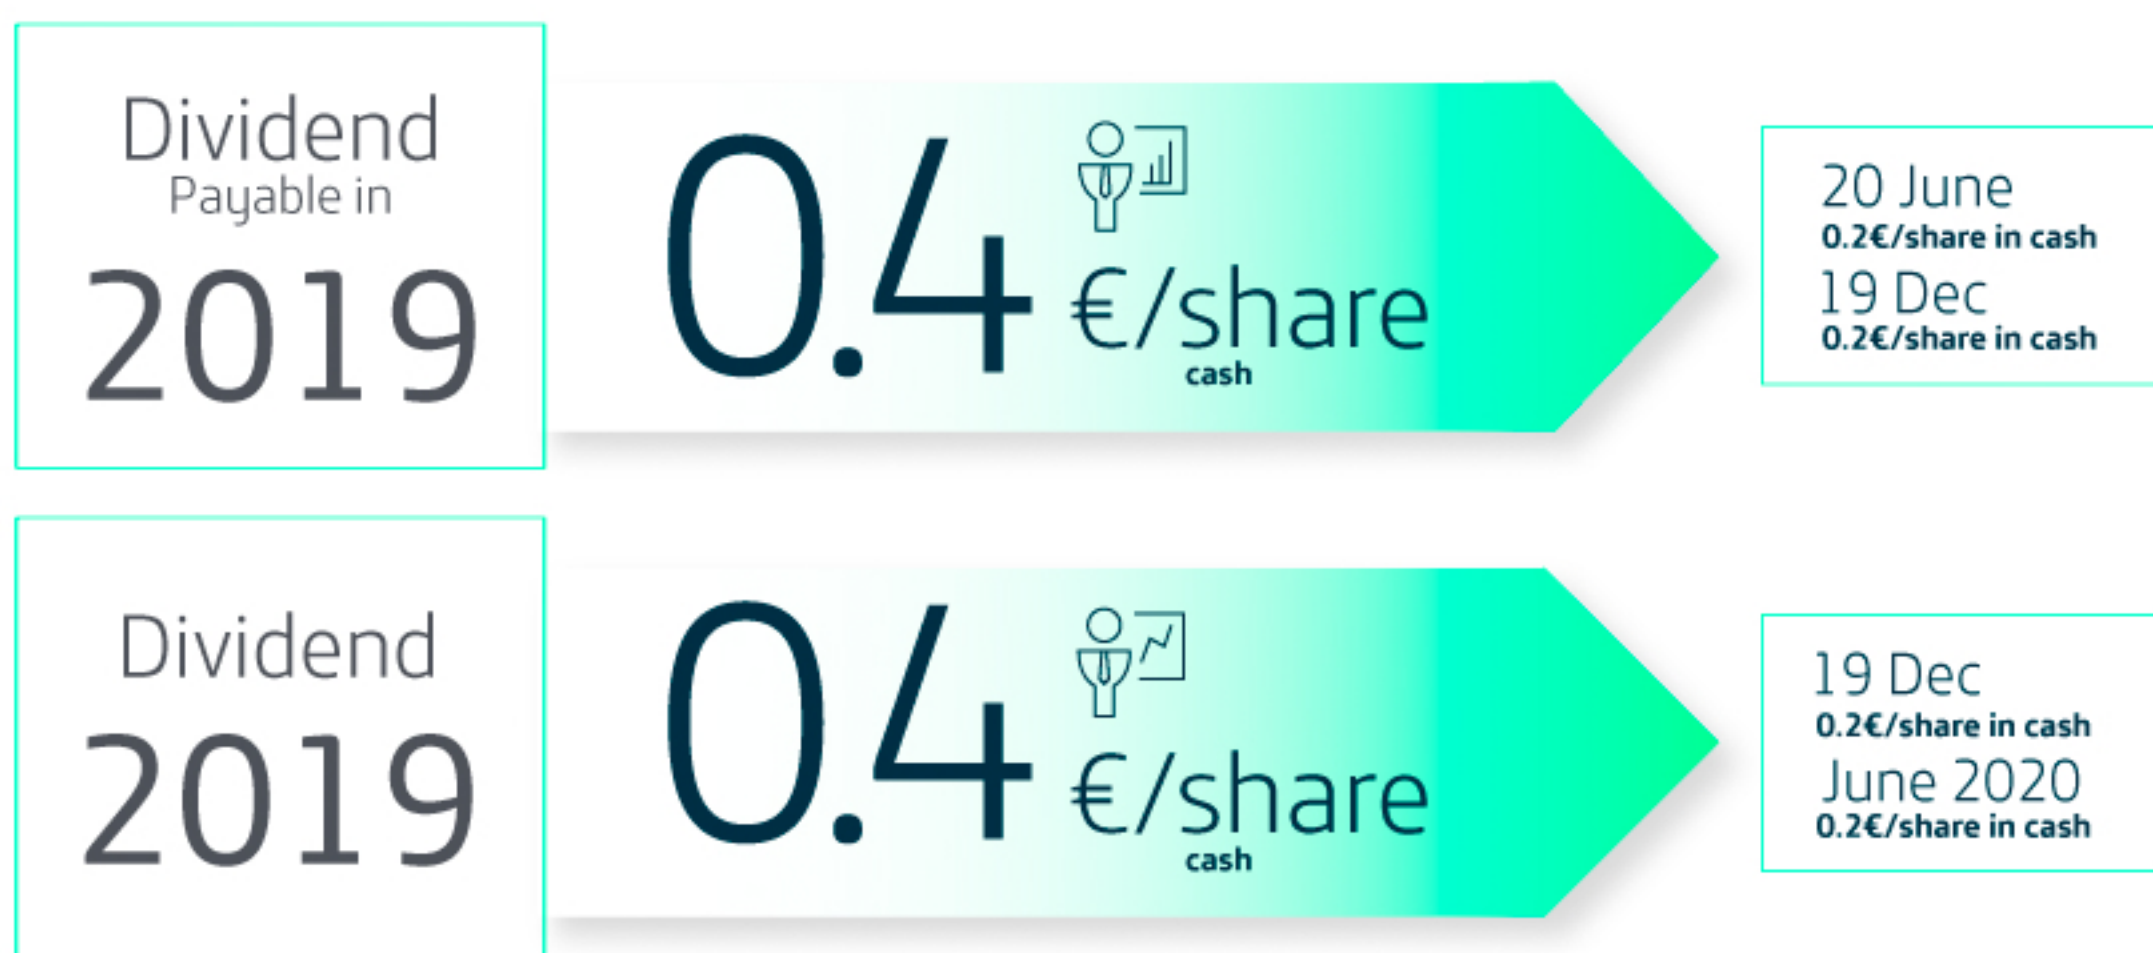 Dividend
Payable in
2019
0.4
€/share
cash
20 June
0.2€/share in cash
19 Dec
0.2€/share in cash
Dividend
2019
0.4
€/share
cash
19 Dec
0.2€/share in cash
June 2020
0.2€/share in cash